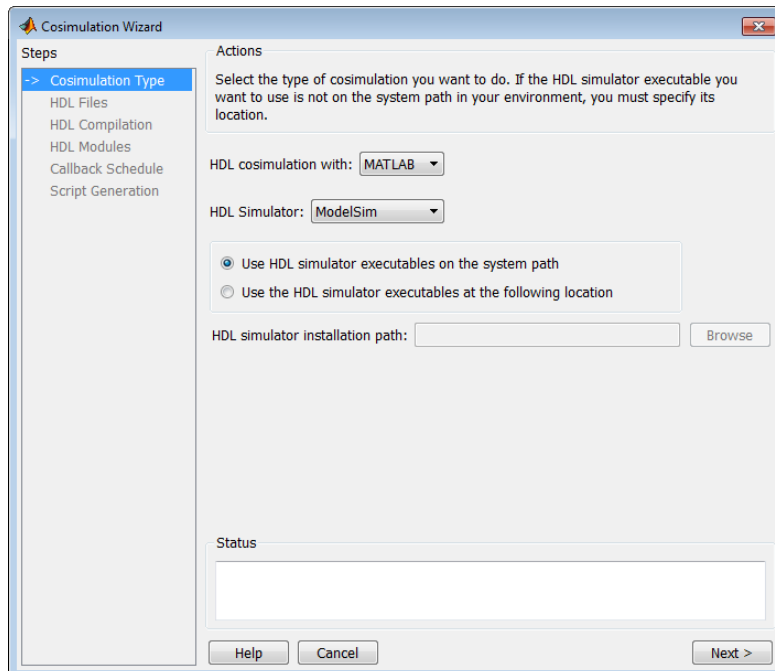 Cosimulation Wizard
Steps
-> Cosimulation Type
HDL Files
HDL Compilation
HDL Modules
Callback Schedule
Script Generation
Actions
Select the type of cosimulation you want to do. If the HDL simulator executable you
want to use is not on the system path in your environment, you must specify its
location.
HDL cosimulation with: MATLAB
HDL Simulator: ModelSim
Use HDL simulator executables on the system path
Use the HDL simulator executables at the following location
HDL simulator installation path: Browse
Status
Help Cancel Next >